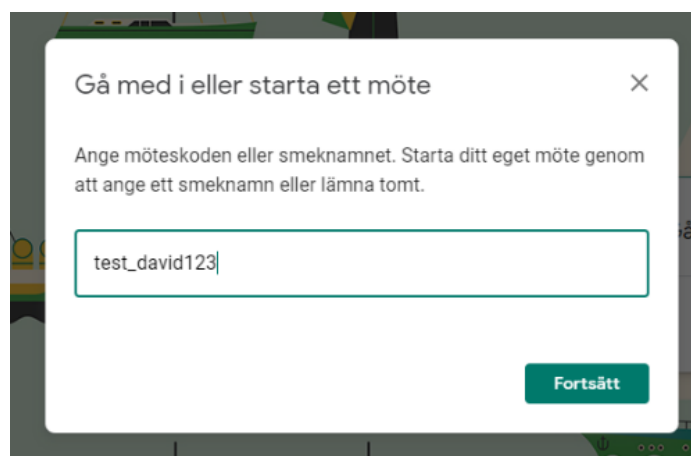 Gå med i eller starta ett möte
Ange möteskoden eller smeknamnet. Starta ditt eget möte genom
att ange ett smeknamn eller lämna tomt.
test_david123
Fortsätt